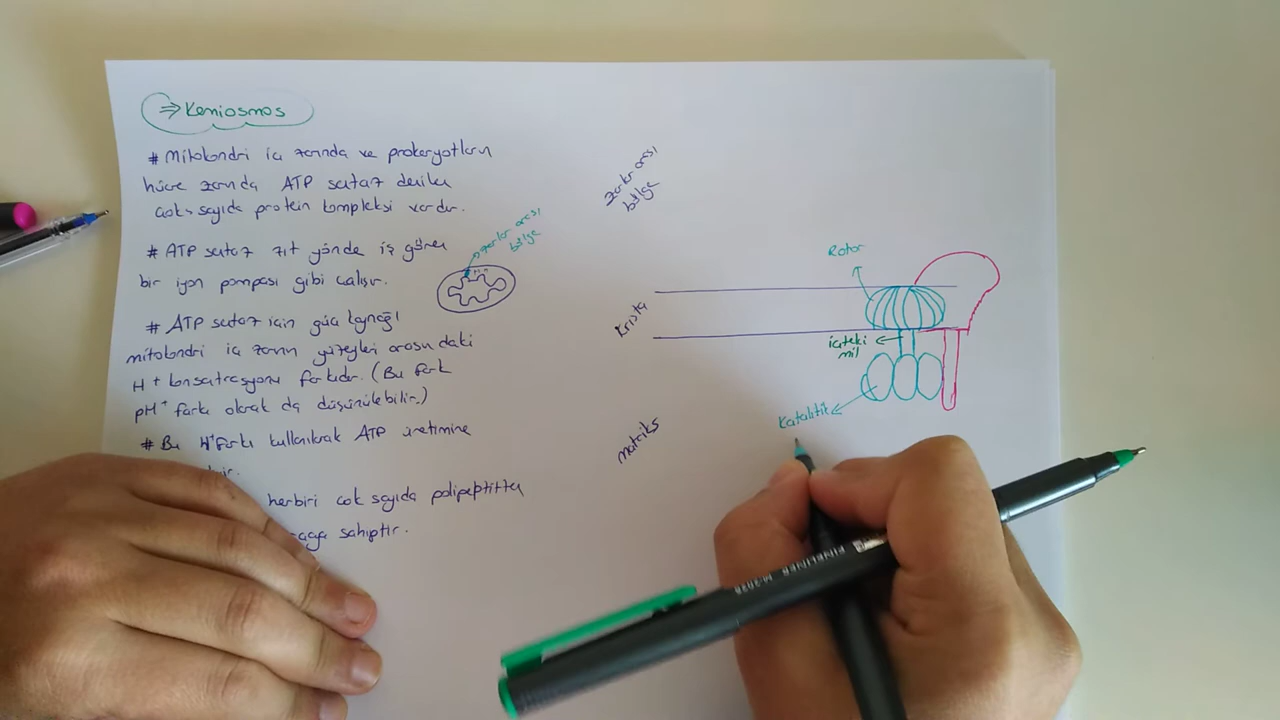 ⇒ Kemiosmos
# Mitokondri iç zarında ve prokaryotların
hücre zarında ATP sentaz denilen
çok sayıda protein kompleksi vardır.
# ATP sentaz zıt yönde iş gören
bir iyon pompası gibi çalışır.
# ATP sentaz için güç kaynağı
mitokondri iç zarın yüzeyleri arasındaki
H+ konsantrasyonu farkıdır. (Bu fark
pH+ farkı olarak da düşünülebilir.)
# Bu H+ farkı kullanılarak ATP üretimine
herbiri çok sayıda polipeptitten
sahiptir.
zarlar arası
bölge
zarlar arası
bölge
Rotor
Krista
içteki
mil
Katalitik
matriks
FINELINER M-2028